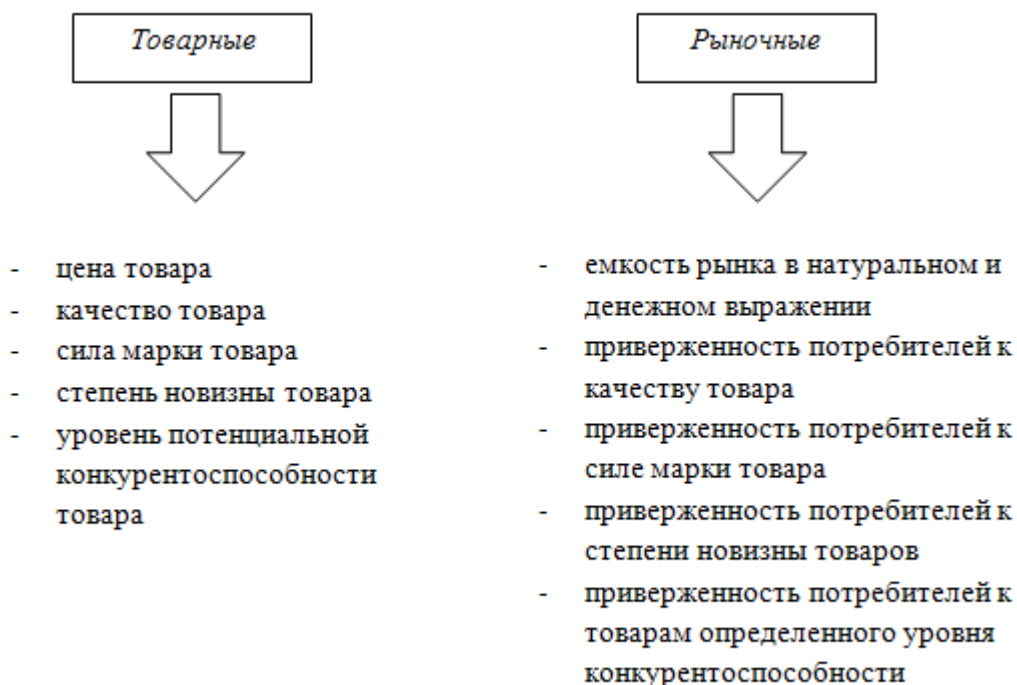 Товарные
- цена товара
- качество товара
- сила марки товара
- степень новизны товара
- уровень потенциальной
конкурентоспособности
товара
Рыночные
- емкость рынка в натуральном и
денежном выражении
- приверженность потребителей к
качеству товара
- приверженность потребителей к
силе марки товара
- приверженность потребителей к
степени новизны товаров
- приверженность потребителей к
товарам определенного уровня
конкурентоспособности